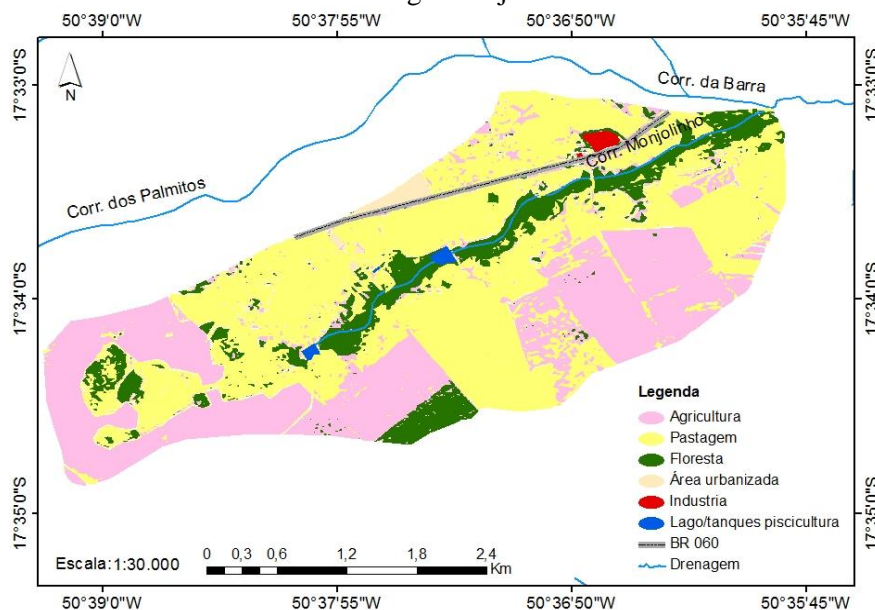 50°39'0"W 50°37'55"W 50°36'50"W 50°35'45"W
17°33'0"S 17°33'0"S
N
Corr. da Barra
Corr. Monjolinho
Corr. dos Palmitos
17°34'0"S 17°34'0"S
Legenda
Agricultura
Pastagem
Floresta
Área urbanizada
Industria
Lago/tanques piscicultura
BR 060
Drenagem
17°35'0"S 17°35'0"S
Escala:1:30.000
0 0,3 0,6 1,2 1,8 2,4
Km
50°39'0"W 50°37'55"W 50°36'50"W 50°35'45"W